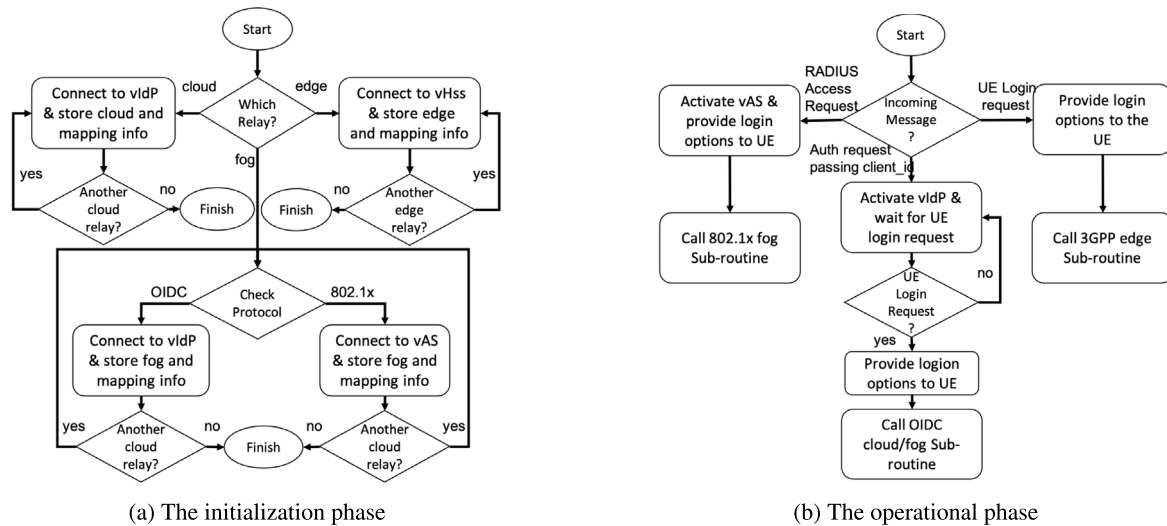 Start
cloud
edge
Connect to vIdP
& store cloud and
mapping info
Which
Relay?
Connect to vHss
& store edge
and mapping info
fog
yes
no
no
yes
Another
cloud
relay?
Finish
Finish
Another
edge
relay?
OIDC
Check
Protocol
802.1x
Connect to vIdP
& store fog and
mapping info
Connect to vAS
& store fog and
mapping info
yes
no
no
yes
Another
cloud
relay?
Finish
Another
cloud
relay?
(a) The initialization phase
Start
RADIUS
Access
Request
UE Login
request
Activate vAS &
provide login
options to
UE
Incoming
Message
?
Provide login
options to the
UE
Auth request
passing client_id
Activate vIdP &
wait for UE
login request
Call 802.1x fog
Sub-routine
Call 3GPP edge
Sub-routine
no
UE
Login
Request
?
yes
Provide logion
options to UE
Call OIDC
cloud/fog Sub-
routine
(b) The operational phase